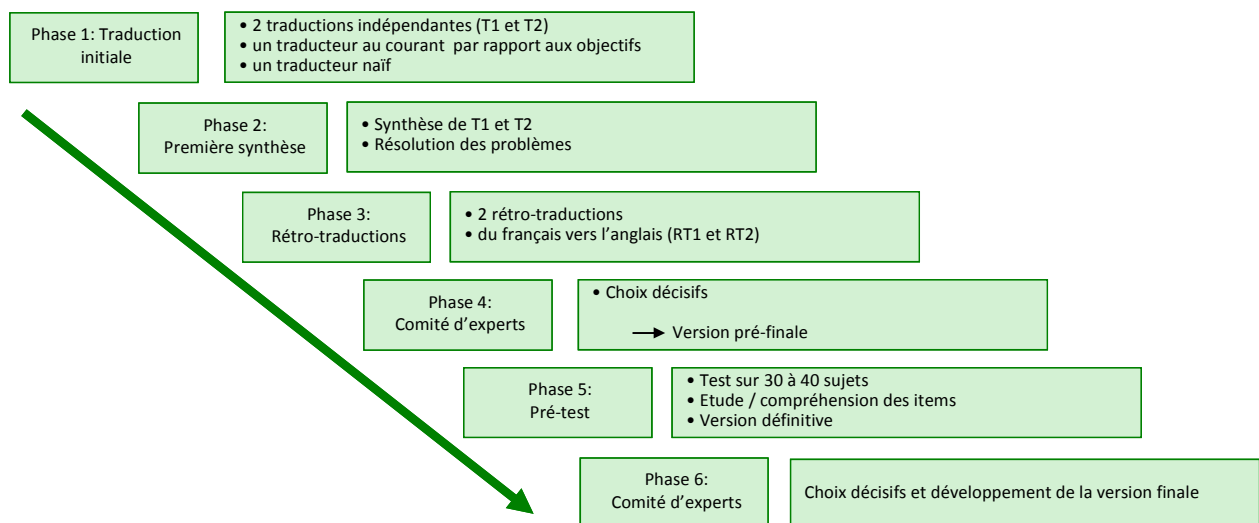 Phase 1: Traduction
initiale
• 2 traductions indépendantes (T1 et T2)
• un traducteur au courant par rapport aux objectifs
• un traducteur naïf
Phase 2:
Première synthèse
• Synthèse de T1 et T2
• Résolution des problèmes
Phase 3:
Rétro-traductions
• 2 rétro-traductions
• du français vers l’anglais (RT1 et RT2)
Phase 4:
Comité d’experts
• Choix décisifs
Version pré-finale
Phase 5:
Pré-test
• Test sur 30 à 40 sujets
• Etude / compréhension des items
• Version définitive
Phase 6:
Comité d’experts
Choix décisifs et développement de la version finale